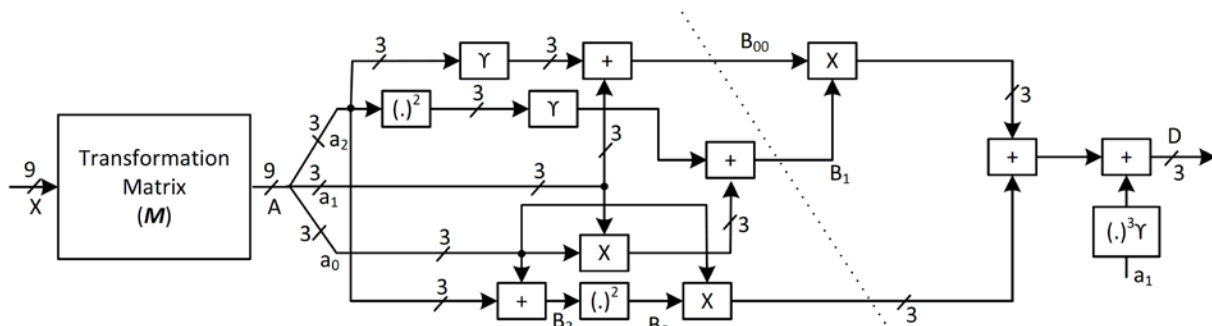 3
ϒ
3
+
B00
X
3
(.)2
3
ϒ
3
a2
9
X
Transformation
Matrix
(M)
9
A
3
a1
3
3
+
B1
3
+
+
D
3
3
a0
3
X
3
(.)3ϒ
a1
3
+
B2
(.)2
X
3